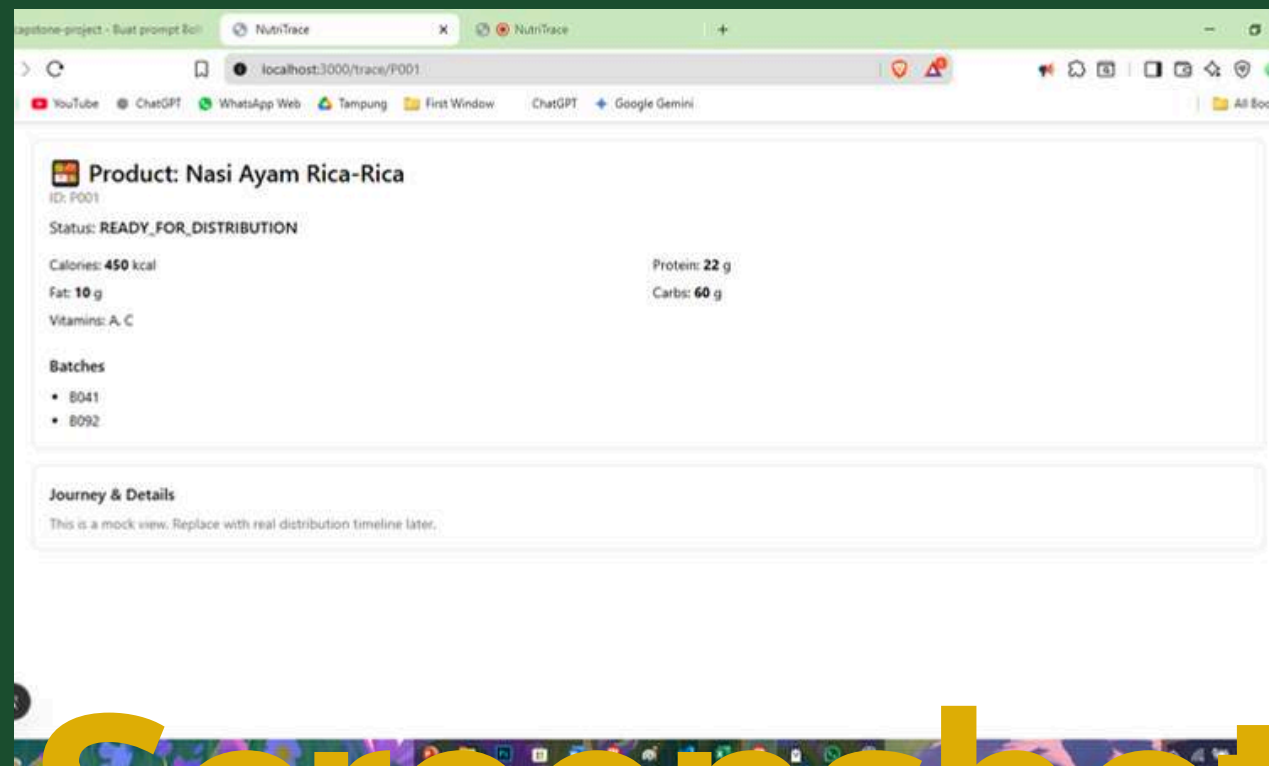 capstone-project - Buat prompt Bolt
NutriTrace
NutriTrace
localhost:3000/trace/P001
YouTube ChatGPT WhatsApp Web Tampung First Window ChatGPT Google Gemini All Boo
Product: Nasi Ayam Rica-Rica
ID: P001
Status: READY_FOR_DISTRIBUTION
Calories: 450 kcal Protein: 22 g
Fat: 10 g Carbs: 60 g
Vitamins: A, C
Batches
• B041
• B092
Journey & Details
This is a mock view. Replace with real distribution timeline later.
Screenshot